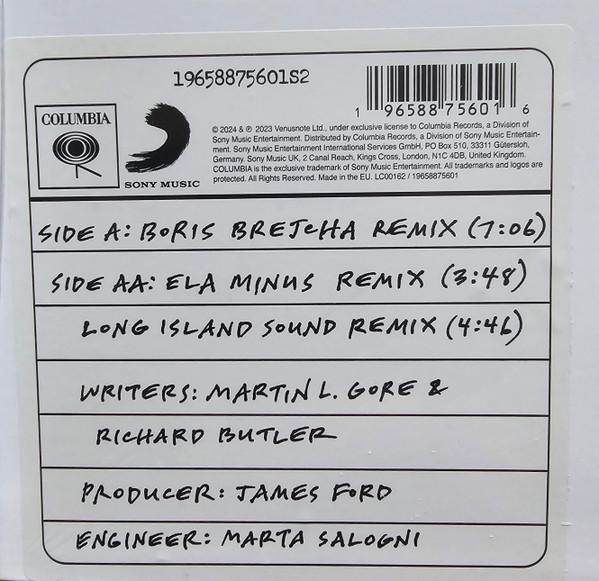 19658875601S2
1 96588 75601 6
COLUMBIA
SONY MUSIC
© 2024 & ℗ 2023 Venusnote Ltd., under exclusive license to Columbia Records, a Division of
Sony Music Entertainment. Distributed by Columbia Records, a Division of Sony Music Entertain-
ment. Sony Music Entertainment International Services GmbH, PO Box 510, 33311 Gütersloh,
Germany. Sony Music UK, 2 Canal Reach, Kings Cross, London, N1C 4DB, United Kingdom.
COLUMBIA is the exclusive trademark of Sony Music Entertainment. All trademarks and logos are
protected. All Rights Reserved. Made in the EU. LC00162 / 19658875601
SIDE A: BORIS BREJCHA REMIX (7:06)
SIDE AA: ELA MINUS REMIX (3:48)
LONG ISLAND SOUND REMIX (4:46)
WRITERS: MARTIN L. GORE &
RICHARD BUTLER
PRODUCER: JAMES FORD
ENGINEER: MARTA SALOGNI